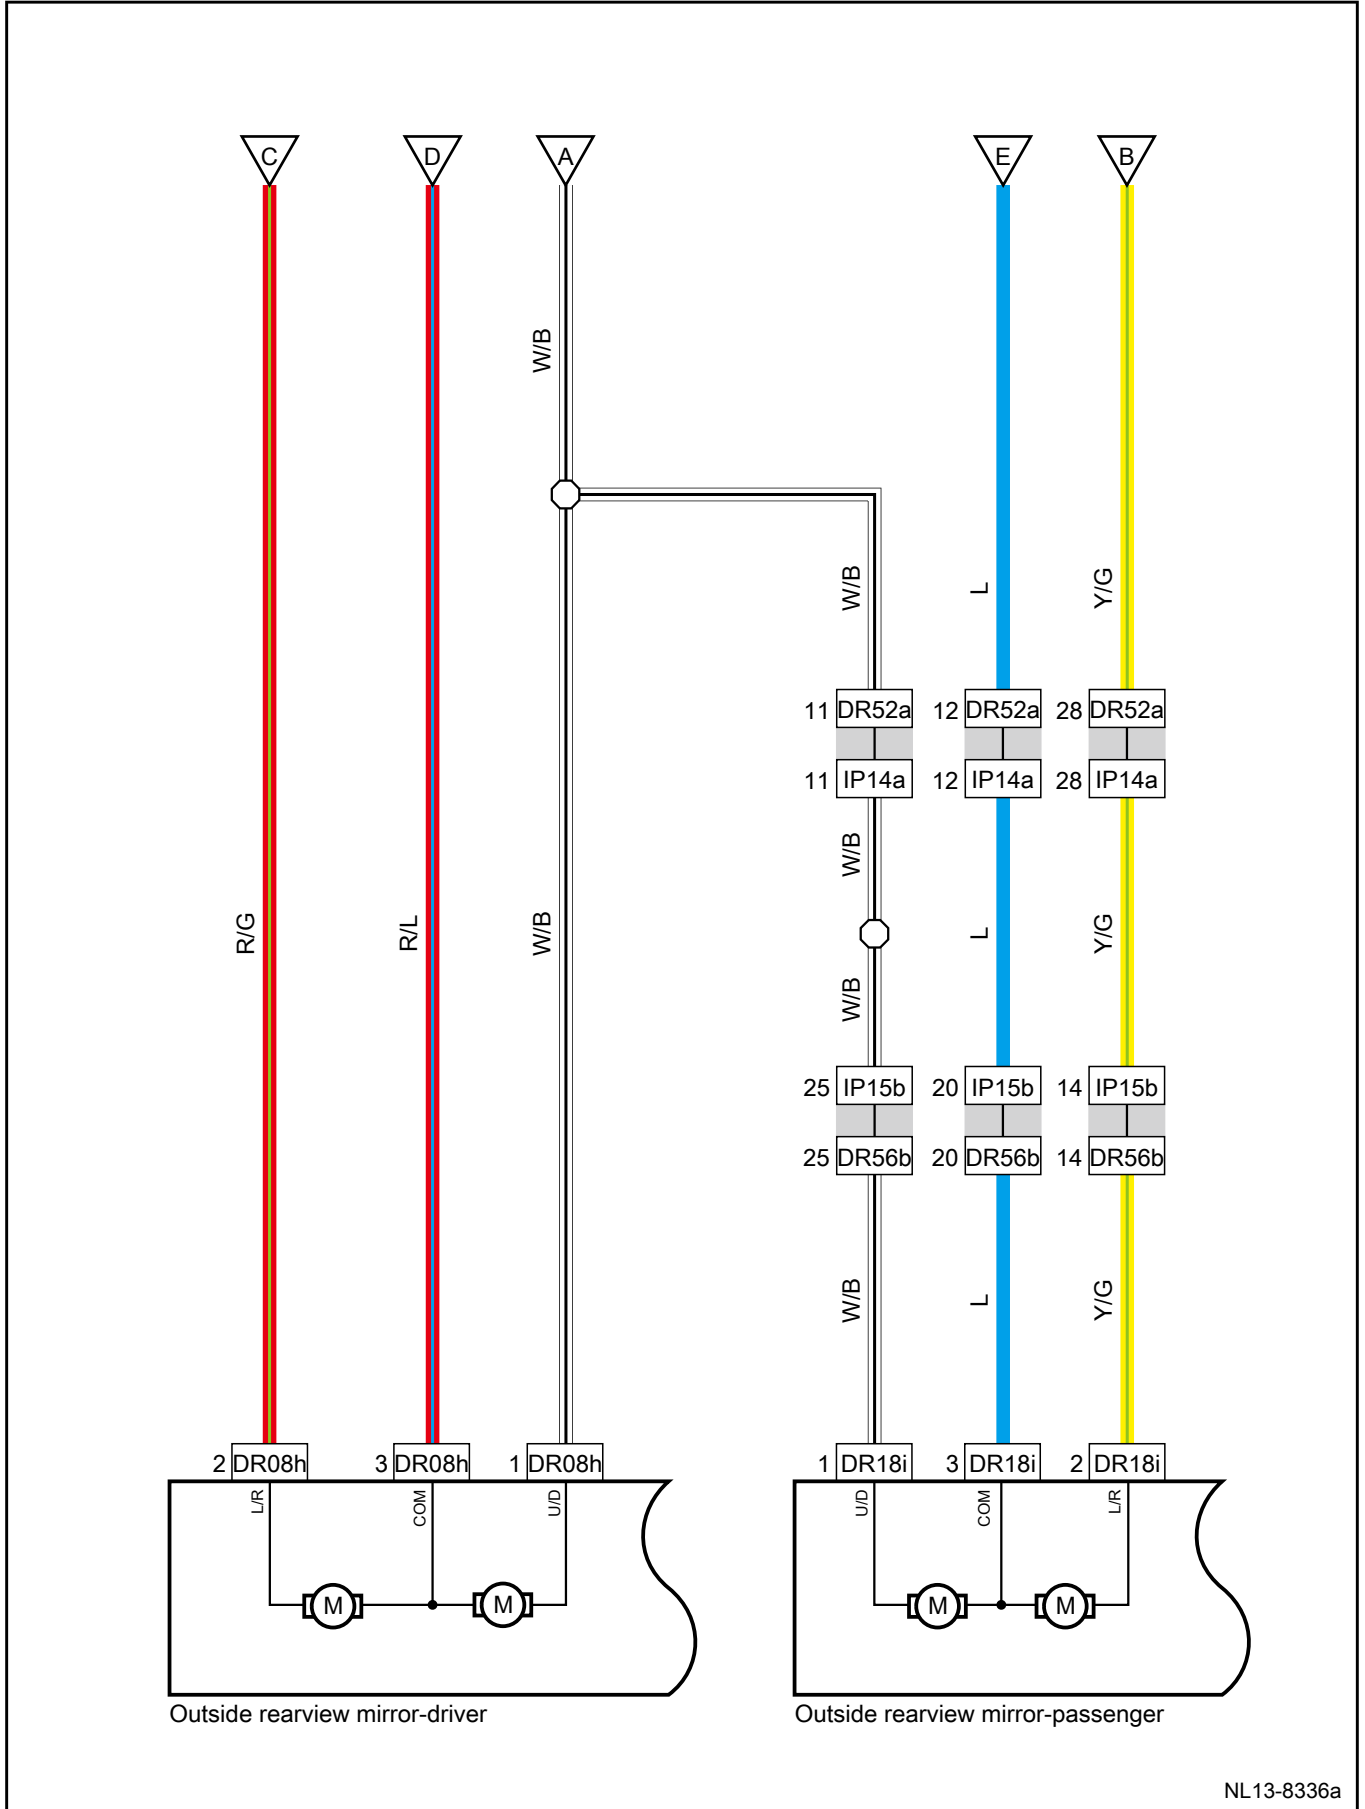 C D A E B
W/B
W/B L Y/G
11 DR52a 12 DR52a 28 DR52a
11 IP14a 12 IP14a 28 IP14a
W/B
R/G R/L W/B L Y/G
W/B
25 IP15b 20 IP15b 14 IP15b
25 DR56b 20 DR56b 14 DR56b
W/B L Y/G
2 DR08h 3 DR08h 1 DR08h 1 DR18i 3 DR18i 2 DR18i
L/R COM U/D U/D COM L/R
M M M M
Outside rearview mirror-driver Outside rearview mirror-passenger
NL13-8336a